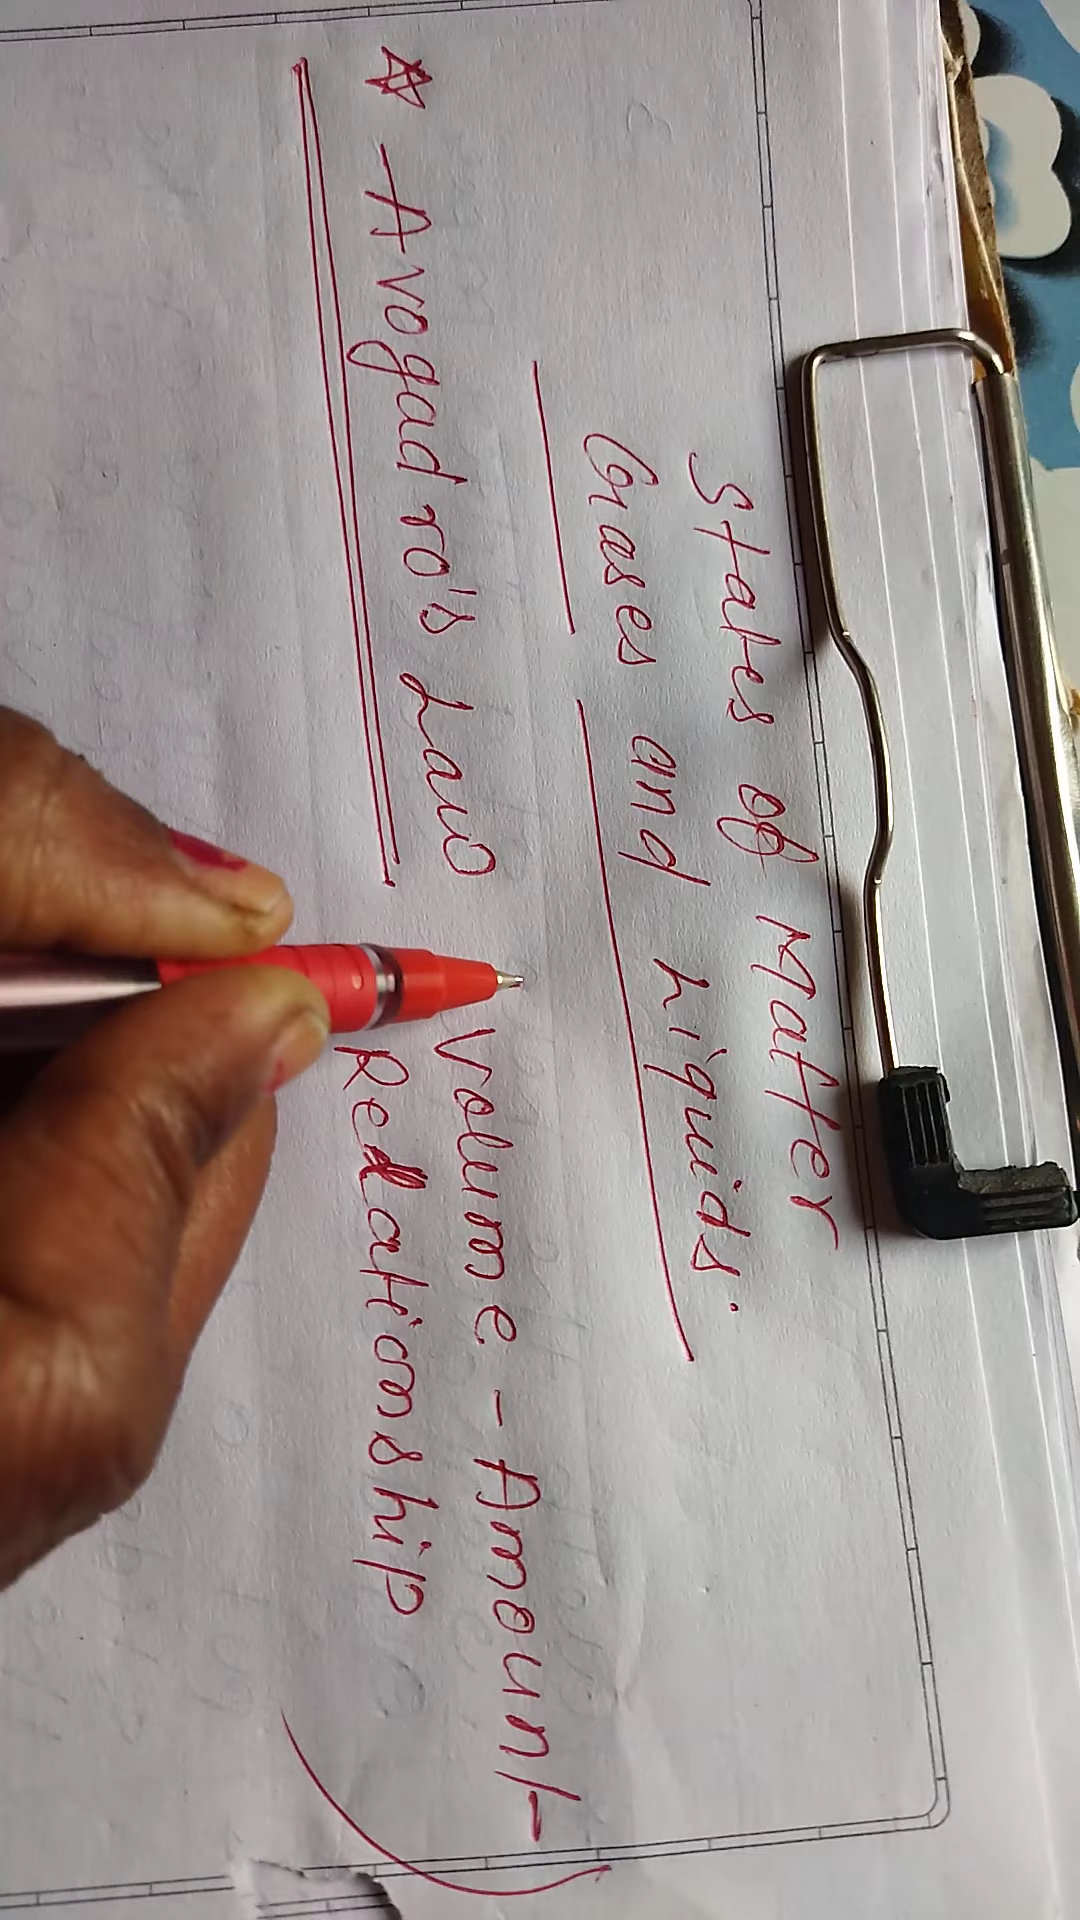 States of Matter
Gases and Liquids.
☆ Avogadro's Law
Volume - Amount
Relationship
)